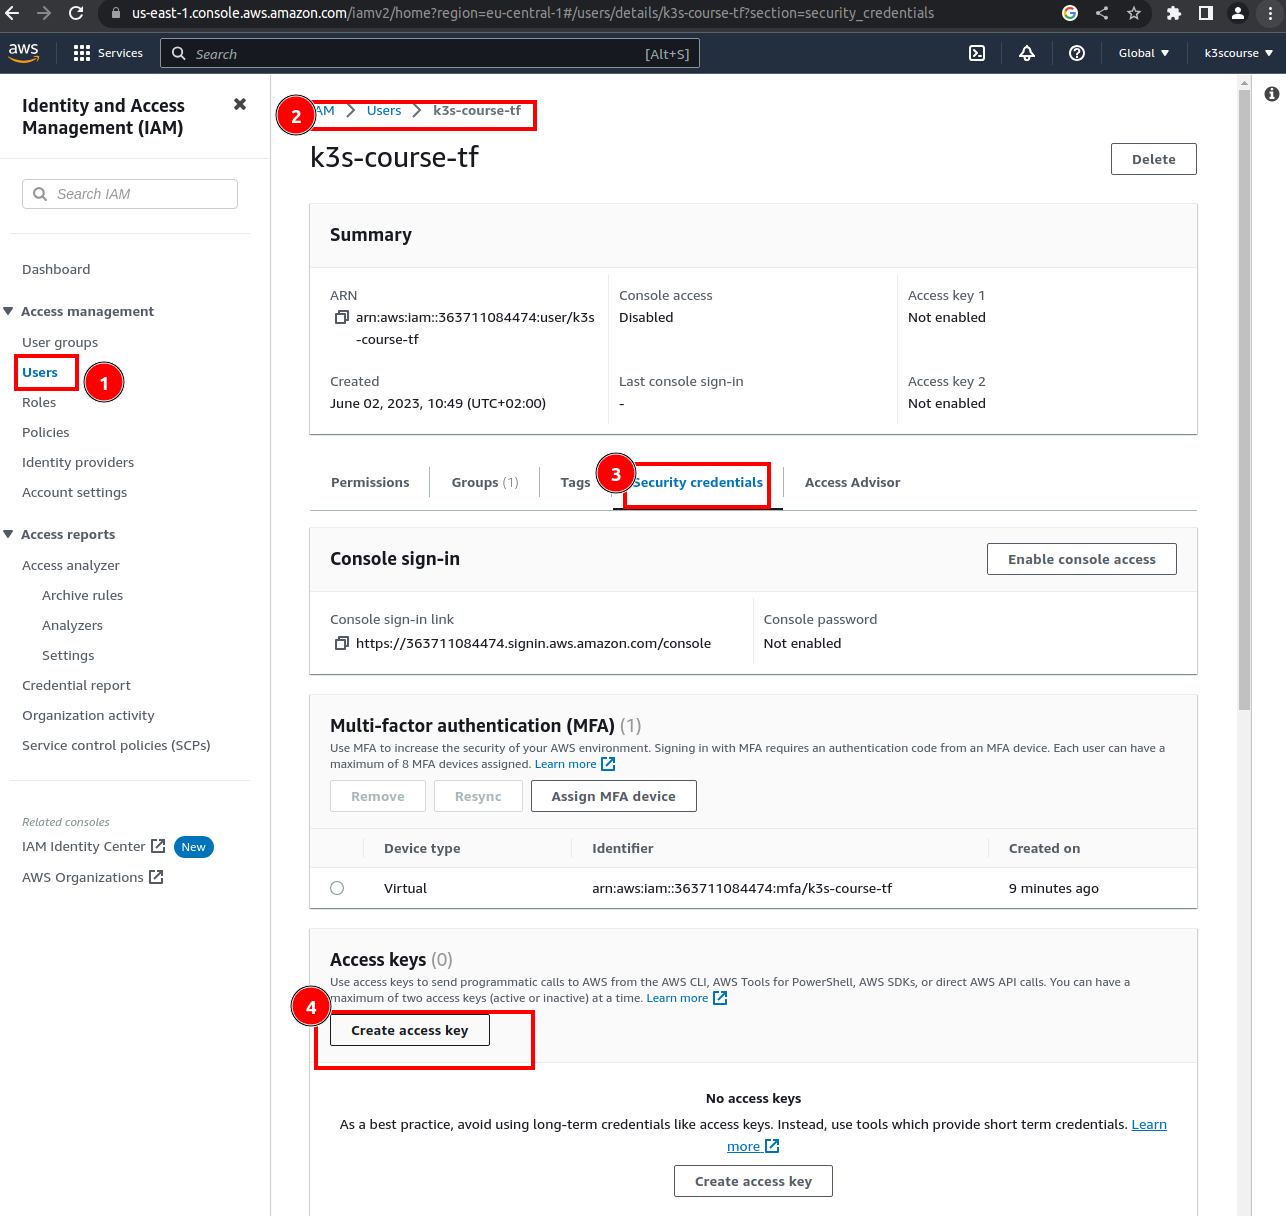 us-east-1.console.aws.amazon.com/iamv2/home?region=eu-central-1#/users/details/k3s-course-tf?section=security_credentials
aws
Services
Search
[Alt+S]
Global
k3scourse
Identity and Access
Management (IAM)
Search IAM
Dashboard
Access management
User groups
Users
1
Roles
Policies
Identity providers
Account settings
Access reports
Access analyzer
Archive rules
Analyzers
Settings
Credential report
Organization activity
Service control policies (SCPs)
Related consoles
IAM Identity Center
New
AWS Organizations
2
IAM > Users > k3s-course-tf
k3s-course-tf
Delete
Summary
ARN
arn:aws:iam::363711084474:user/k3s
-course-tf
Console access
Disabled
Access key 1
Not enabled
Created
June 02, 2023, 10:49 (UTC+02:00)
Last console sign-in
-
Access key 2
Not enabled
Permissions
Groups (1)
Tags
3
Security credentials
Access Advisor
Console sign-in
Enable console access
Console sign-in link
https://363711084474.signin.aws.amazon.com/console
Console password
Not enabled
Multi-factor authentication (MFA) (1)
Use MFA to increase the security of your AWS environment. Signing in with MFA requires an authentication code from an MFA device. Each user can have a
maximum of 8 MFA devices assigned. Learn more
Remove
Resync
Assign MFA device
Device type
Identifier
Created on
Virtual
arn:aws:iam::363711084474:mfa/k3s-course-tf
9 minutes ago
Access keys (0)
Use access keys to send programmatic calls to AWS from the AWS CLI, AWS Tools for PowerShell, AWS SDKs, or direct AWS API calls. You can have a
maximum of two access keys (active or inactive) at a time. Learn more
4
Create access key
No access keys
As a best practice, avoid using long-term credentials like access keys. Instead, use tools which provide short term credentials. Learn
more
Create access key